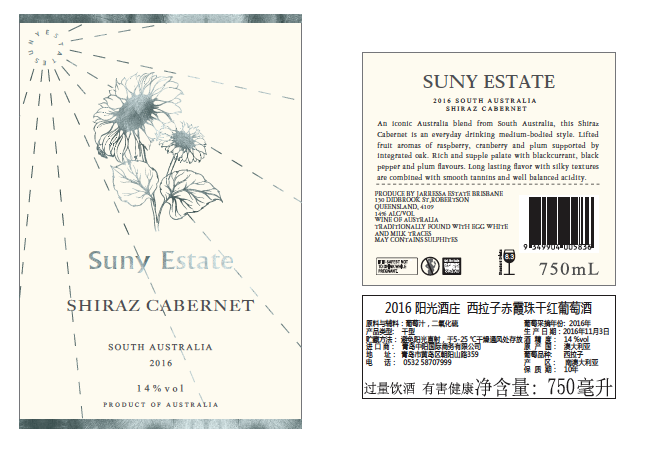 SUNY ESTATE
Suny Estate
SHIRAZ CABERNET
SOUTH AUSTRALIA
2016
14%vol
PRODUCT OF AUSTRALIA
SUNY ESTATE
2016 SOUTH AUSTRALIA
SHIRAZ CABERNET
An iconic Australia blend from South Australia, this Shiraz
Cabernet is an everyday drinking medium-bodied style. Lifted
fruit aromas of raspberry, cranberry and plum supported by
integrated oak. Rich and supple palate with blackcurrant, black
pepper and plum flavours. Long lasting flavor with silky textures
are combined with smooth tannins and well balanced acidity.
PRODUCE BY JARRESSA ESTATE BRISBANE
130 DIDBROOK ST,ROBERTSON
QUEENSLAND, 4109
14% ALC/VOL
WINE OF AUSTRALIA
TRADITIONALLY FOUND WITH EGG WHITE
AND MILK TRACES
MAY CONTAINS SULPHITES
9 349904 005836
IT IS SAFEST NOT
TO DRINK WHILE
PREGNANT
8.3
750mL
2016 阳光酒庄 西拉子赤霞珠干红葡萄酒
原料与辅料：葡萄汁，二氧化硫
产品类型： 干型
贮藏方法：避免阳光直射，于5-25 ℃干燥通风处存放
进 口 商： 青岛中阳国际商务有限公司
地 址： 青岛市黄岛区朝阳山路359
电 话： 0532 58707999
葡萄采摘年份：2016年
生 产 日 期：2016年11月3日
酒 精 度： 14 %vol
原 产 国： 澳大利亚
葡萄品种： 西拉子
产 区： 南澳大利亚
保 质 期： 10年
过量饮酒 有害健康 净含量：750毫升